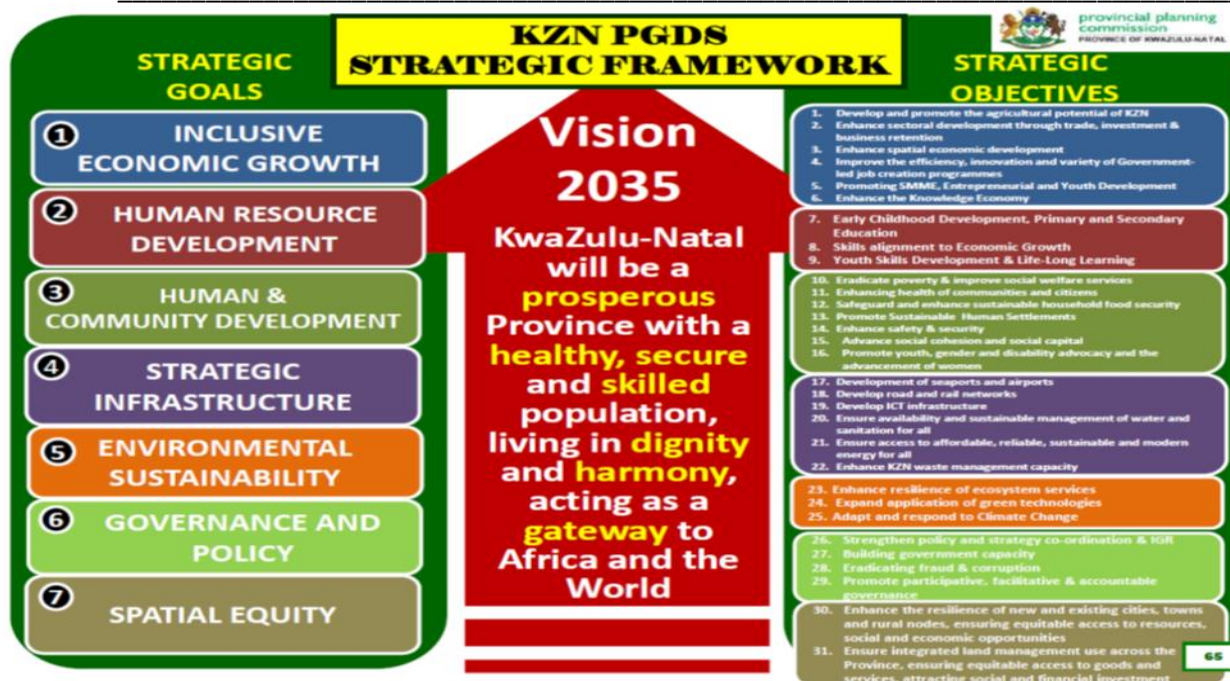 KZN PGDS
STRATEGIC FRAMEWORK
provincial planning
commission
PROVINCE OF KWAZULU-NATAL
STRATEGIC
GOALS
1 INCLUSIVE
ECONOMIC GROWTH
2 HUMAN RESOURCE
DEVELOPMENT
3 HUMAN &
COMMUNITY DEVELOPMENT
4 STRATEGIC
INFRASTRUCTURE
5 ENVIRONMENTAL
SUSTAINABILITY
6 GOVERNANCE AND
POLICY
7 SPATIAL EQUITY
Vision
2035
KwaZulu-Natal
will be a
prosperous
Province with a
healthy, secure
and skilled
population,
living in dignity
and harmony,
acting as a
gateway to
Africa and the
World
STRATEGIC
OBJECTIVES
1. Develop and promote the agricultural potential of KZN
2. Enhance sectoral development through trade, investment &
business retention
3. Enhance spatial economic development
4. Improve the efficiency, innovation and variety of Government-
led job creation programmes
5. Promoting SMME, Entrepreneurial and Youth Development
6. Enhance the Knowledge Economy
7. Early Childhood Development, Primary and Secondary
Education
8. Skills alignment to Economic Growth
9. Youth Skills Development & Life-Long Learning
10. Eradicate poverty & improve social welfare services
11. Enhancing health of communities and citizens
12. Safeguard and enhance sustainable household food security
13. Promote Sustainable Human Settlements
14. Enhance safety & security
15. Advance social cohesion and social capital
16. Promote youth, gender and disability advocacy and the
advancement of women
17. Development of seaports and airports
18. Develop road and rail networks
19. Develop ICT infrastructure
20. Ensure availability and sustainable management of water and
sanitation for all
21. Ensure access to affordable, reliable, sustainable and modern
energy for all
22. Enhance KZN waste management capacity
23. Enhance resilience of ecosystem services
24. Expand application of green technologies
25. Adapt and respond to Climate Change
26. Strengthen policy and strategy co-ordination & IGR
27. Building government capacity
28. Eradicating fraud & corruption
29. Promote participative, facilitative & accountable
governance
30. Enhance the resilience of new and existing cities, towns
and rural nodes, ensuring equitable access to resources,
social and economic opportunities
31. Ensure integrated land management use across the
Province, ensuring equitable access to goods and
services, attracting social and financial investment
65